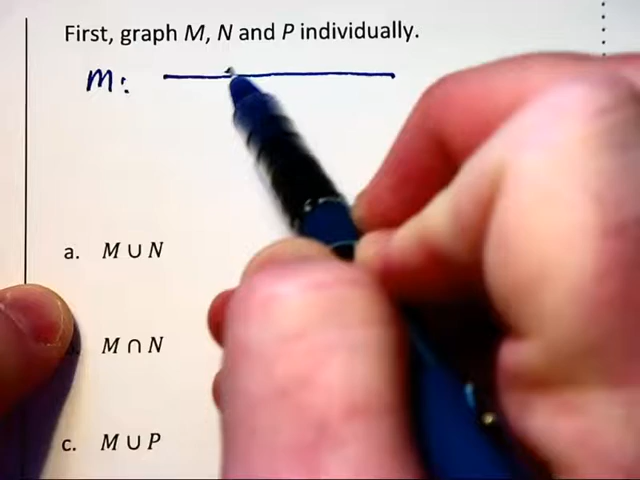 First, graph M, N and P individually.
M:
a. M ∪ N
M ∩ N
c. M ∪ P